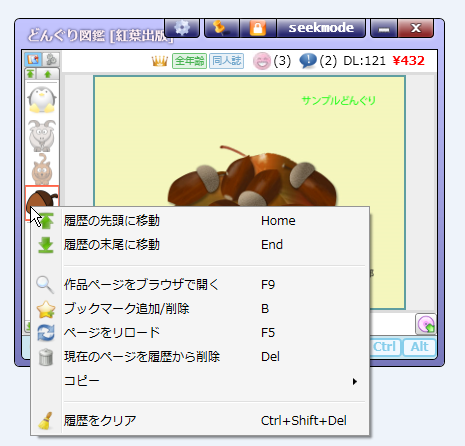 どんぐり図鑑 [紅葉出版]
seekmode
全年齢
同人誌
(3)
(2)
DL:121
¥432
サンプルどんぐり
履歴の先頭に移動 Home
履歴の末尾に移動 End
作品ページをブラウザで開く F9
ブックマーク追加/削除 B
ページをリロード F5
現在のページを履歴から削除 Del
コピー
履歴をクリア Ctrl+Shift+Del
Ctrl
Alt